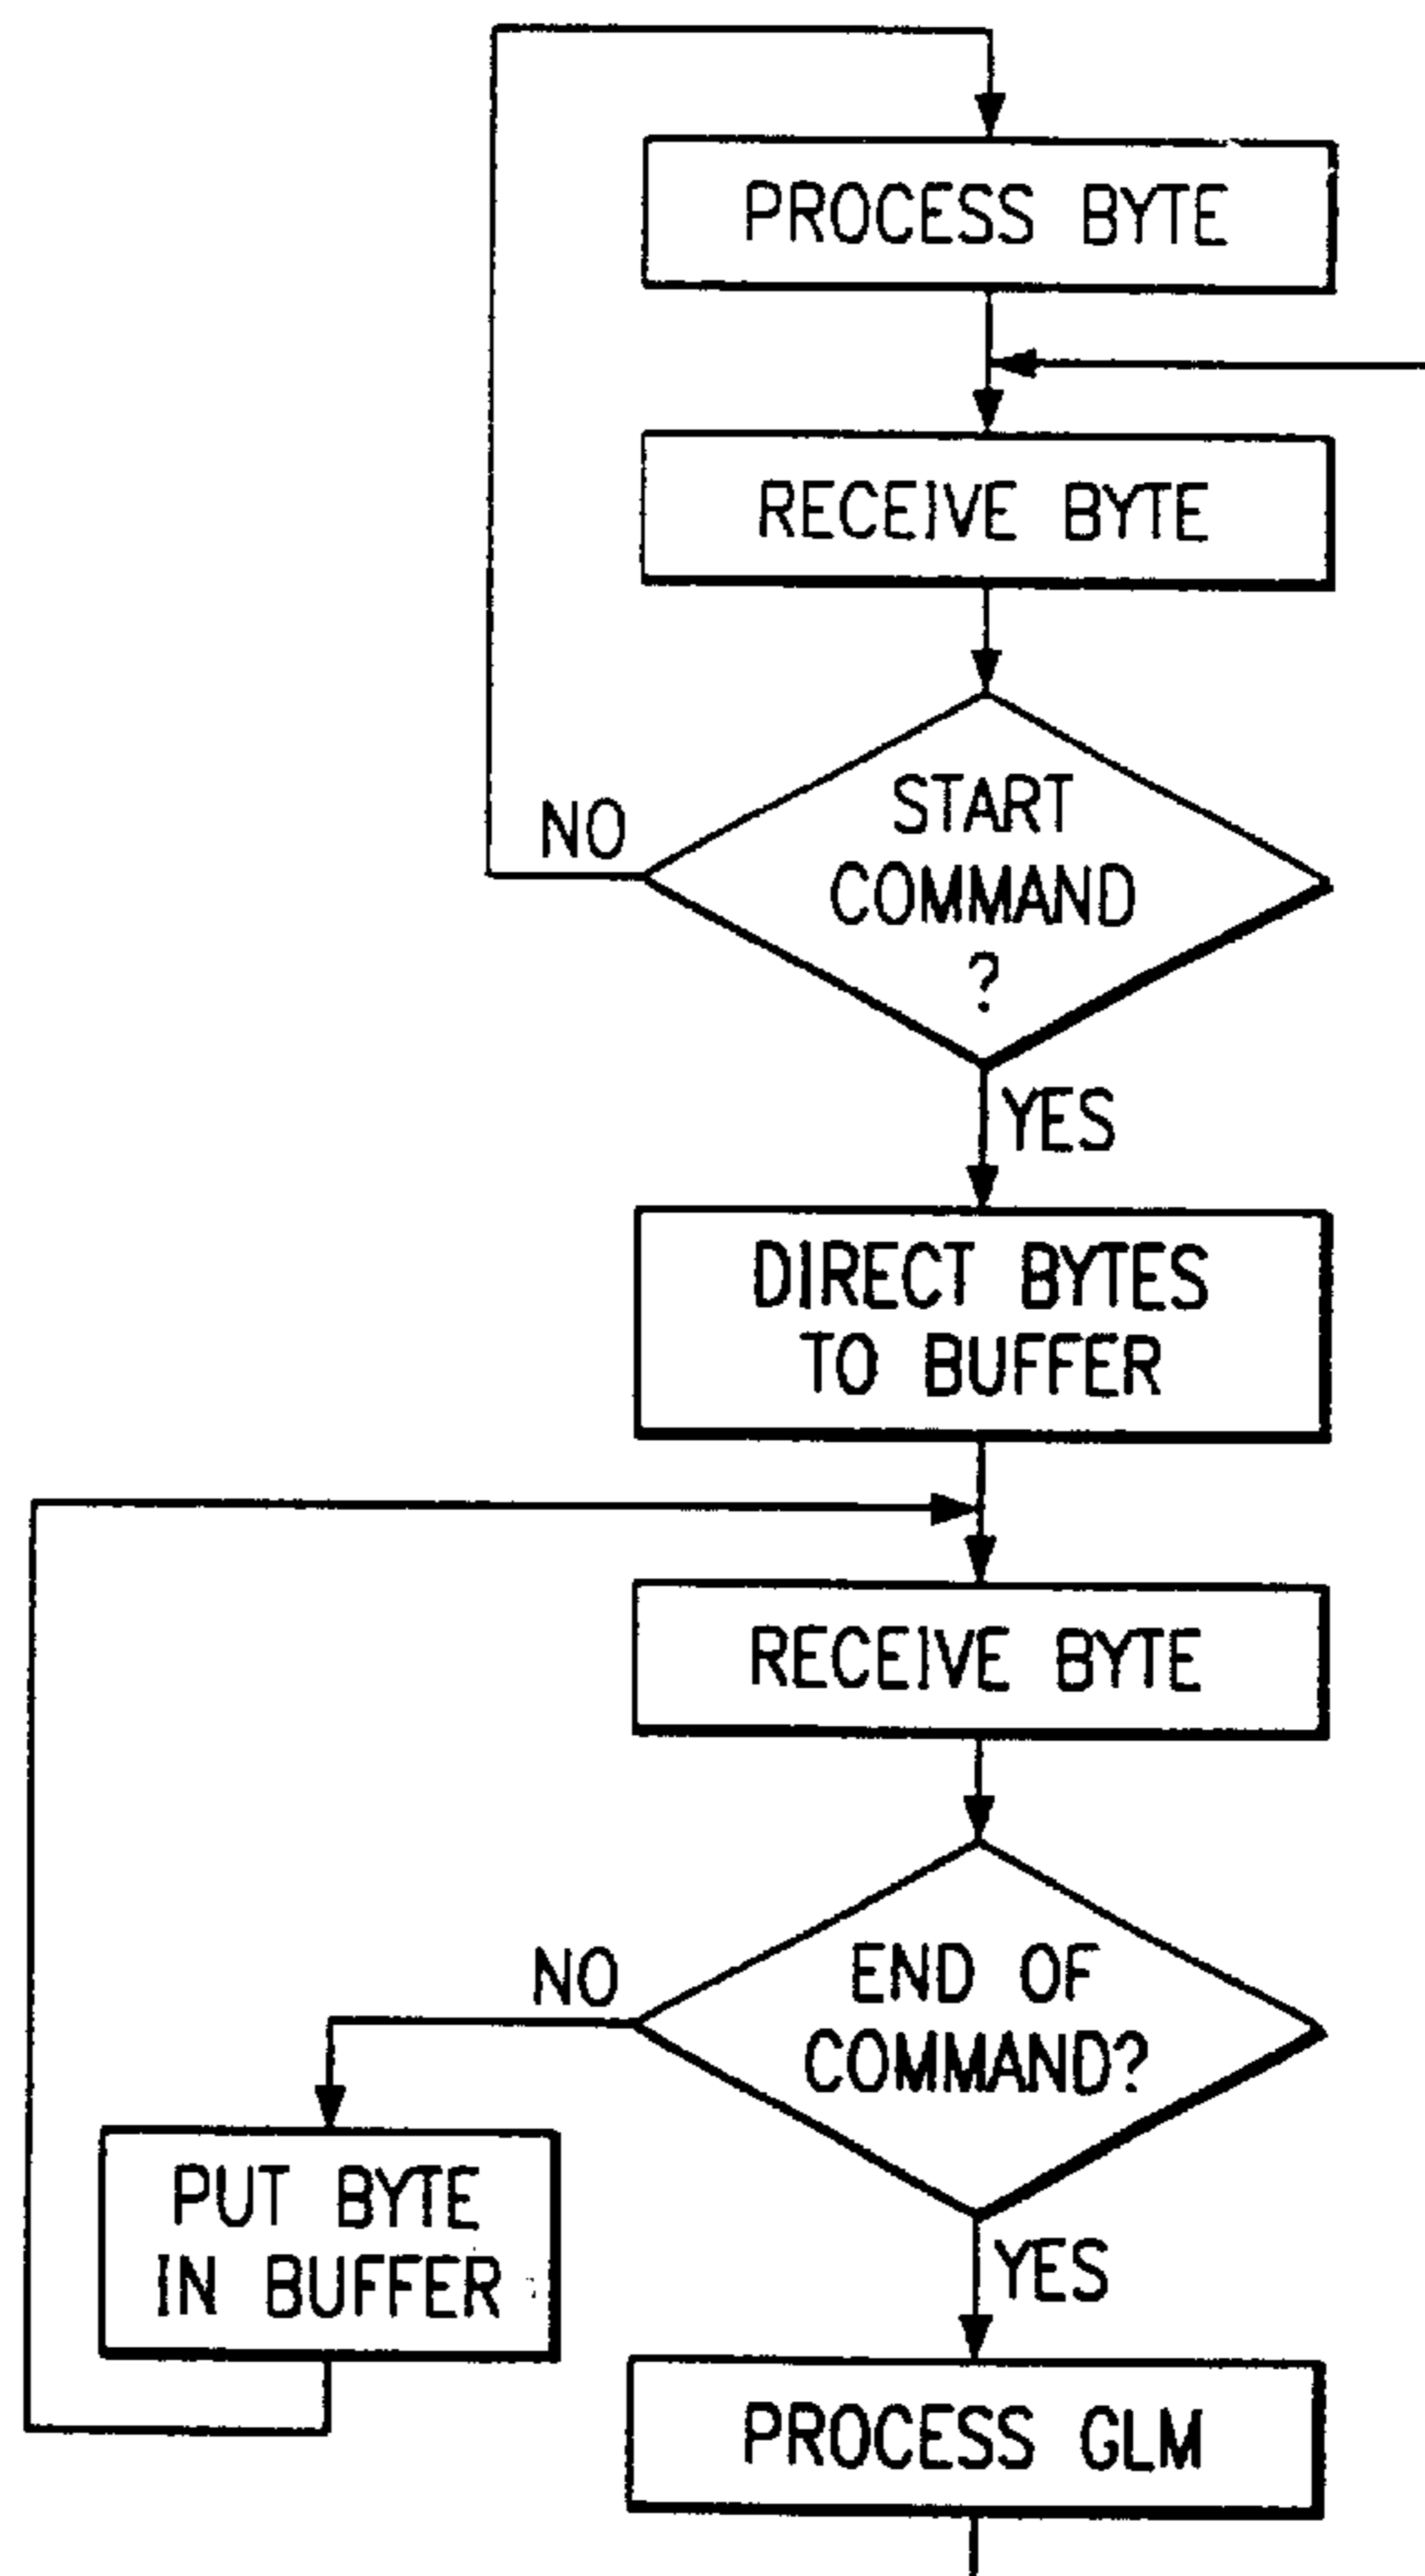 PROCESS BYTE
RECEIVE BYTE
START
COMMAND
?
NO
YES
DIRECT BYTES
TO BUFFER
RECEIVE BYTE
END OF
COMMAND?
NO
PUT BYTE
IN BUFFER
YES
PROCESS GLM